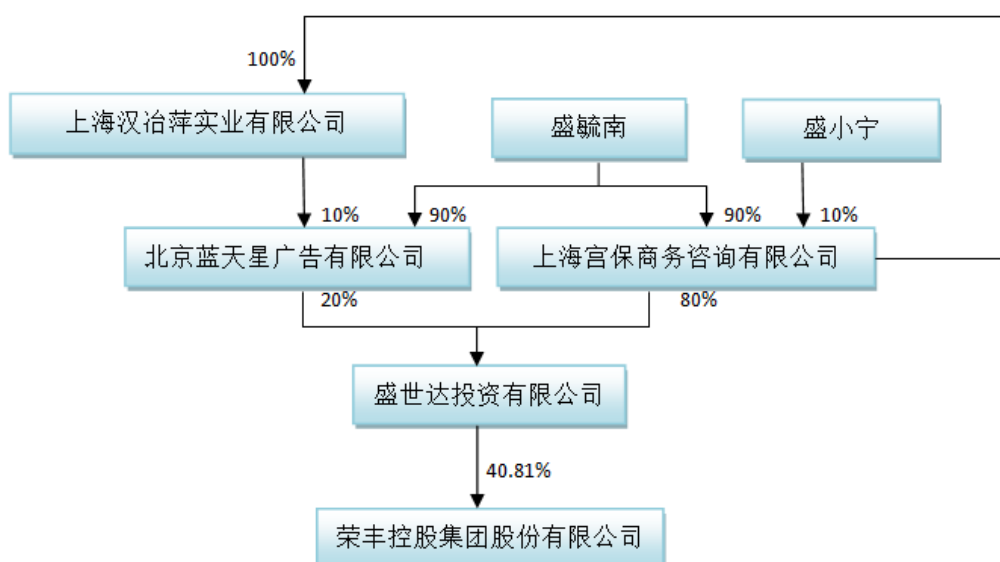 100%
上海汉冶萍实业有限公司
盛毓南
盛小宁
10%
90%
90%
10%
北京蓝天星广告有限公司
上海宫保商务咨询有限公司
20%
80%
盛世达投资有限公司
40.81%
荣丰控股集团股份有限公司